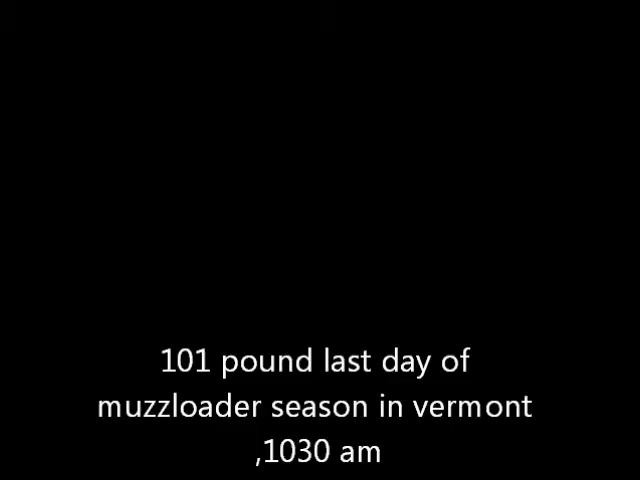 101 pound last day of
muzzloader season in vermont
,1030 am